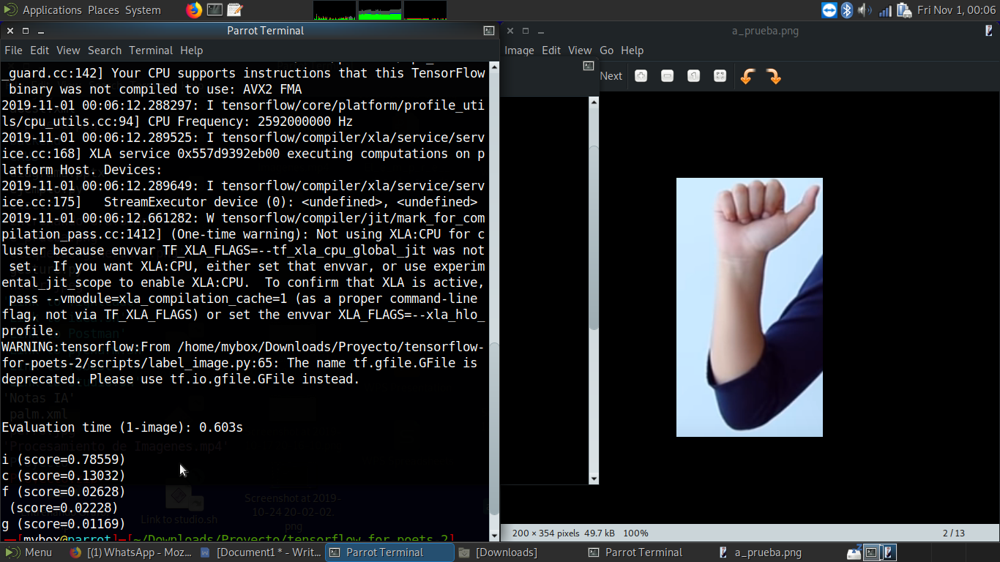 Applications Places System
Fri Nov 1, 00:06
Parrot Terminal
File Edit View Search Terminal Help
_guard.cc:142] Your CPU supports instructions that this TensorFlow
binary was not compiled to use: AVX2 FMA
2019-11-01 00:06:12.288297: I tensorflow/core/platform/profile_uti
ls/cpu_utils.cc:94] CPU Frequency: 2592000000 Hz
2019-11-01 00:06:12.289525: I tensorflow/compiler/xla/service/serv
ice.cc:168] XLA service 0x557d9392eb00 executing computations on p
latform Host. Devices:
2019-11-01 00:06:12.289649: I tensorflow/compiler/xla/service/serv
ice.cc:175]   StreamExecutor device (0): <undefined>, <undefined>
2019-11-01 00:06:12.661282: W tensorflow/compiler/jit/mark_for_com
pilation_pass.cc:1412] (One-time warning): Not using XLA:CPU for c
luster because envvar TF_XLA_FLAGS=--tf_xla_cpu_global_jit was not
set.  If you want XLA:CPU, either set that envvar, or use experim
ental_jit_scope to enable XLA:CPU.  To confirm that XLA is active,
pass --vmodule=xla_compilation_cache=1 (as a proper command-line
flag, not via TF_XLA_FLAGS) or set the envvar XLA_FLAGS=--xla_hlo_
profile.
WARNING:tensorflow:From /home/mybox/Downloads/Proyecto/tensorflow-
for-poets-2/scripts/label_image.py:65: The name tf.gfile.GFile is
deprecated. Please use tf.io.gfile.GFile instead.
'Notas IA'
palm.xml
Evaluation time (1-image): 0.603s
'Procesamiento de Imagenes.mp4'
i (score=0.78559)
c (score=0.13032)
f (score=0.02628)
(score=0.02228)
g (score=0.01169)
Screenshot at 2019-
10-24 20-02-02.
png
Link to studio.sh
[mybox@parrot]-[~/Downloads/Proyecto/tensorflow-for-poets-2]
a_prueba.png
Image Edit View Go Help
Next
200 × 354 pixels 49.7 kB 100%
2 / 13
Menu
[(1) WhatsApp - Moz...
[Document1 * - Writ...
Parrot Terminal
[Downloads]
Parrot Terminal
a_prueba.png